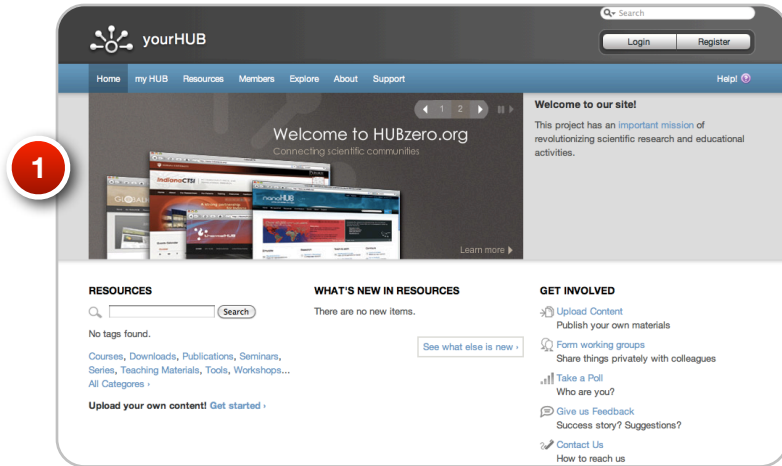 Search
yourHUB
Login
Register
Home
my HUB
Resources
Members
Explore
About
Support
Help!
1
1 2
Welcome to HUBzero.org
Connecting scientific communities
indianaCTSI
nanoHUB
Learn more
Welcome to our site!
This project has an important mission of
revolutionizing scientific research and educational
activities.
RESOURCES
Search
No tags found.
Courses, Downloads, Publications, Seminars,
Series, Teaching Materials, Tools, Workshops...
All Categores ›
Upload your own content! Get started ›
WHAT'S NEW IN RESOURCES
There are no new items.
See what else is new ›
GET INVOLVED
Upload Content
Publish your own materials
Form working groups
Share things privately with colleagues
Take a Poll
Who are you?
Give us Feedback
Success story? Suggestions?
Contact Us
How to reach us